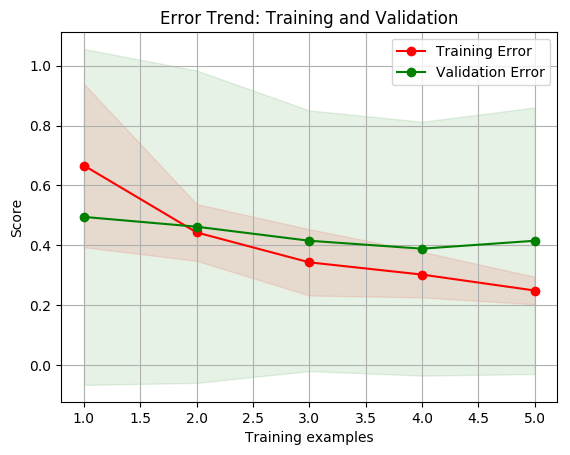 Error Trend: Training and Validation
Training Error
Validation Error
Score
1.0
0.8
0.6
0.4
0.2
0.0
1.0 1.5 2.0 2.5 3.0 3.5 4.0 4.5 5.0
Training examples